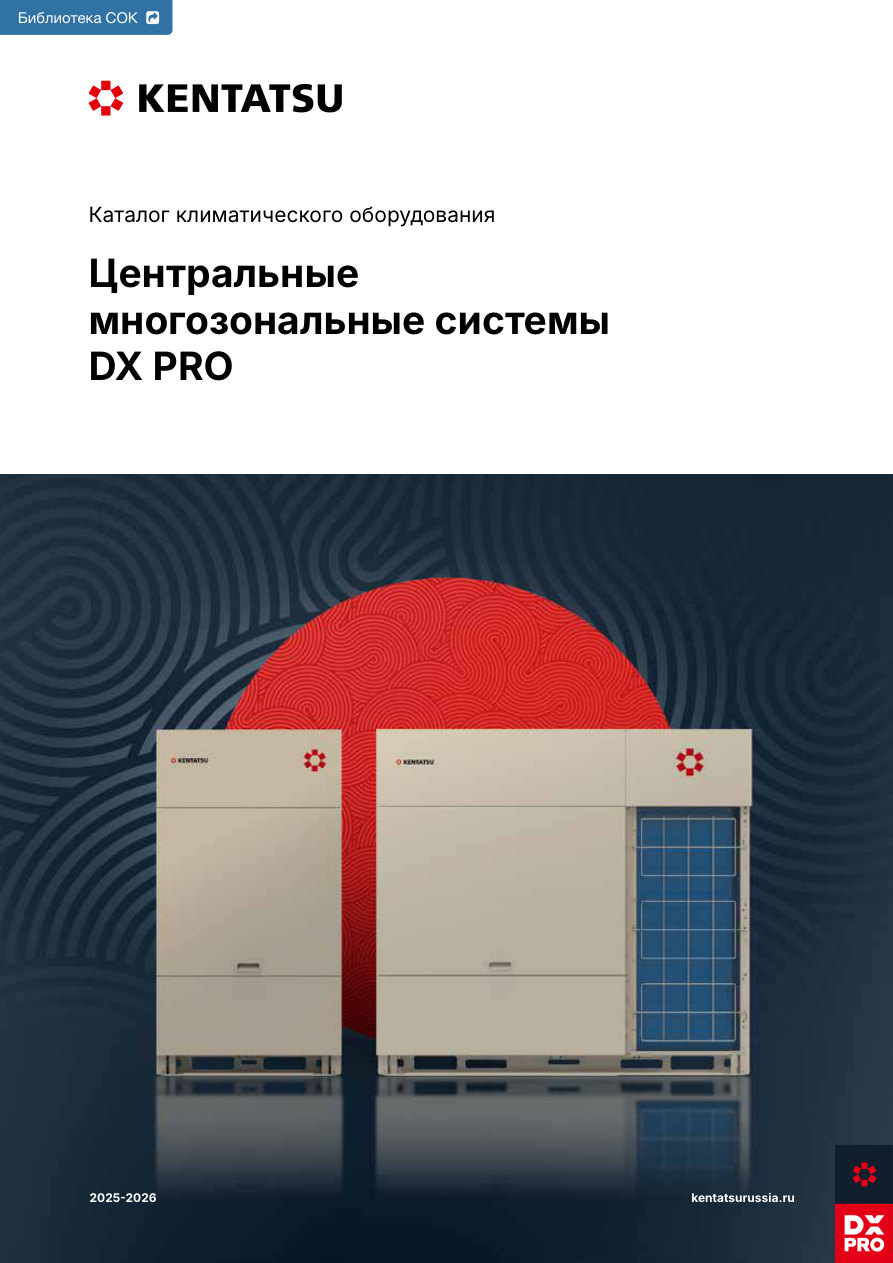 Библиотека СОК
KENTATSU
Каталог климатического оборудования
Центральные
многозональные системы
DX PRO
KENTATSU
KENTATSU
2025-2026
kentatsurussia.ru
DX
PRO